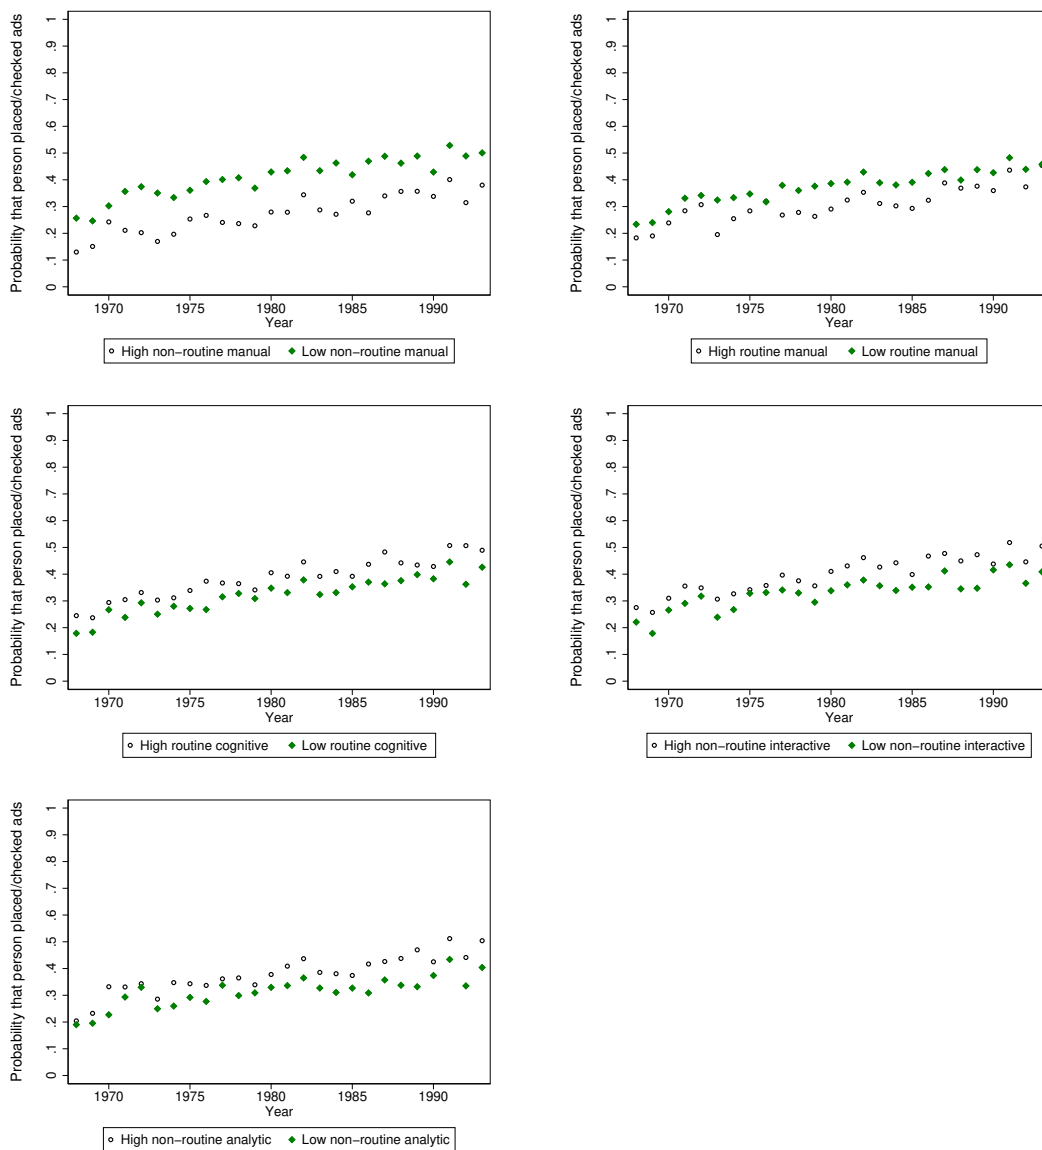 Probability that person placed/checked ads
0 .1 .2 .3 .4 .5 .6 .7 .8 .9 1
1970 1975 1980 1985 1990
Year
High non−routine manual Low non−routine manual
Probability that person placed/checked ads
0 .1 .2 .3 .4 .5 .6 .7 .8 .9 1
1970 1975 1980 1985 1990
Year
High routine manual Low routine manual
Probability that person placed/checked ads
0 .1 .2 .3 .4 .5 .6 .7 .8 .9 1
1970 1975 1980 1985 1990
Year
High routine cognitive Low routine cognitive
Probability that person placed/checked ads
0 .1 .2 .3 .4 .5 .6 .7 .8 .9 1
1970 1975 1980 1985 1990
Year
High non−routine interactive Low non−routine interactive
Probability that person placed/checked ads
0 .1 .2 .3 .4 .5 .6 .7 .8 .9 1
1970 1975 1980 1985 1990
Year
High non−routine analytic Low non−routine analytic